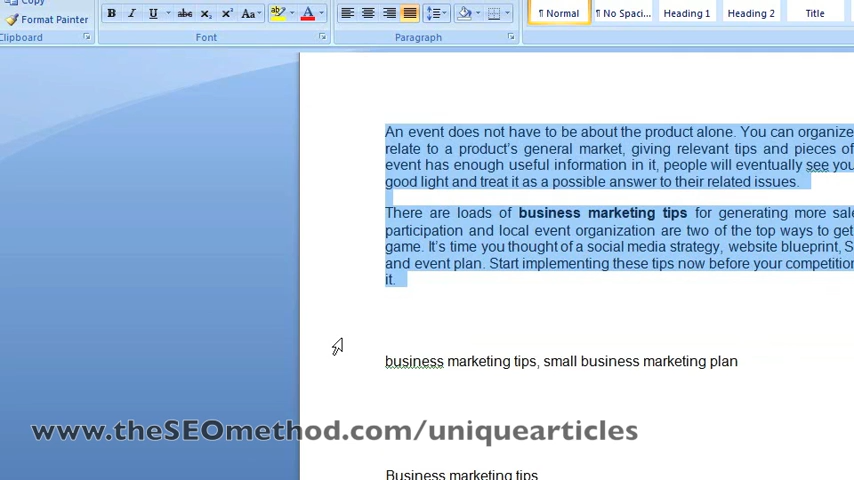 Copy
Format Painter
Clipboard
B I U abc x₂ x² Aa ab A
Font
Paragraph
¶ Normal ¶ No Spaci... Heading 1 Heading 2 Title
An event does not have to be about the product alone. You can organize
relate to a product's general market, giving relevant tips and pieces of
event has enough useful information in it, people will eventually see you
good light and treat it as a possible answer to their related issues.
There are loads of business marketing tips for generating more sale
participation and local event organization are two of the top ways to get
game. It's time you thought of a social media strategy, website blueprint, S
and event plan. Start implementing these tips now before your competition
it.
business marketing tips, small business marketing plan
www.theSEOmethod.com/uniquearticles
Business marketing tips